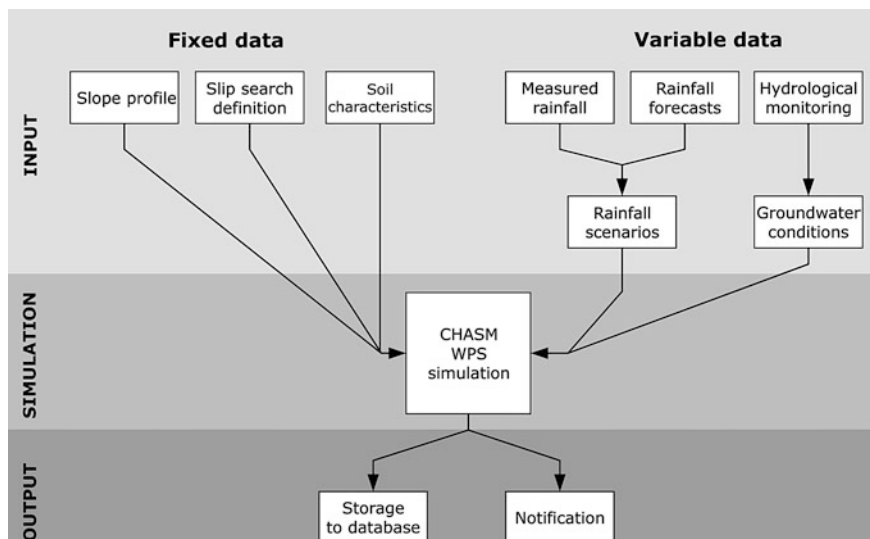 Fixed data
Variable data
INPUT
Slope profile
Slip search
definition
Soil
characteristics
Measured
rainfall
Rainfall
forecasts
Hydrological
monitoring
Rainfall
scenarios
Groundwater
conditions
SIMULATION
CHASM
WPS
simulation
OUTPUT
Storage
to database
Notification